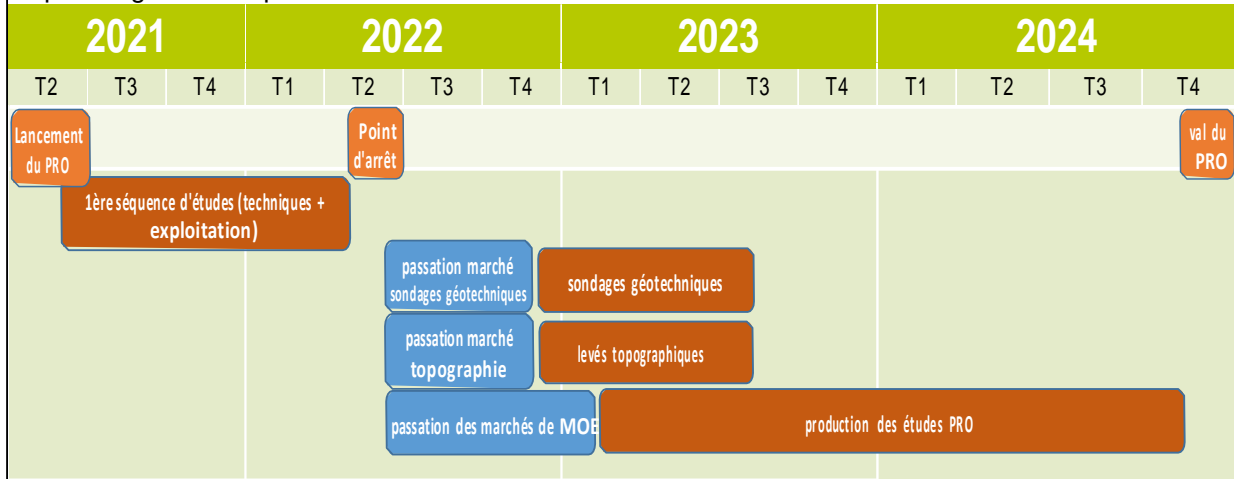 2021 2022 2023 2024
T2 T3 T4 T1 T2 T3 T4 T1 T2 T3 T4 T1 T2 T3 T4
Lancement
du PRO
Point
d'arrêt
val du
PRO
1ère séquence d'études (techniques +
exploitation)
passation marché
sondages géotechniques
sondages géotechniques
passation marché
topographie
levés topographiques
passation des marchés de MOE
production des études PRO